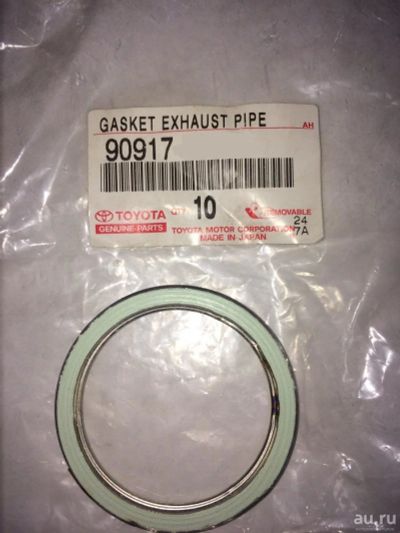 GASKET EXHAUST PIPE AH
90917
TOYOTA QTY 10 REMOVABLE
GENUINE-PARTS TOYOTA MOTOR CORPORATION 24
MADE IN JAPAN 7A
au.ru